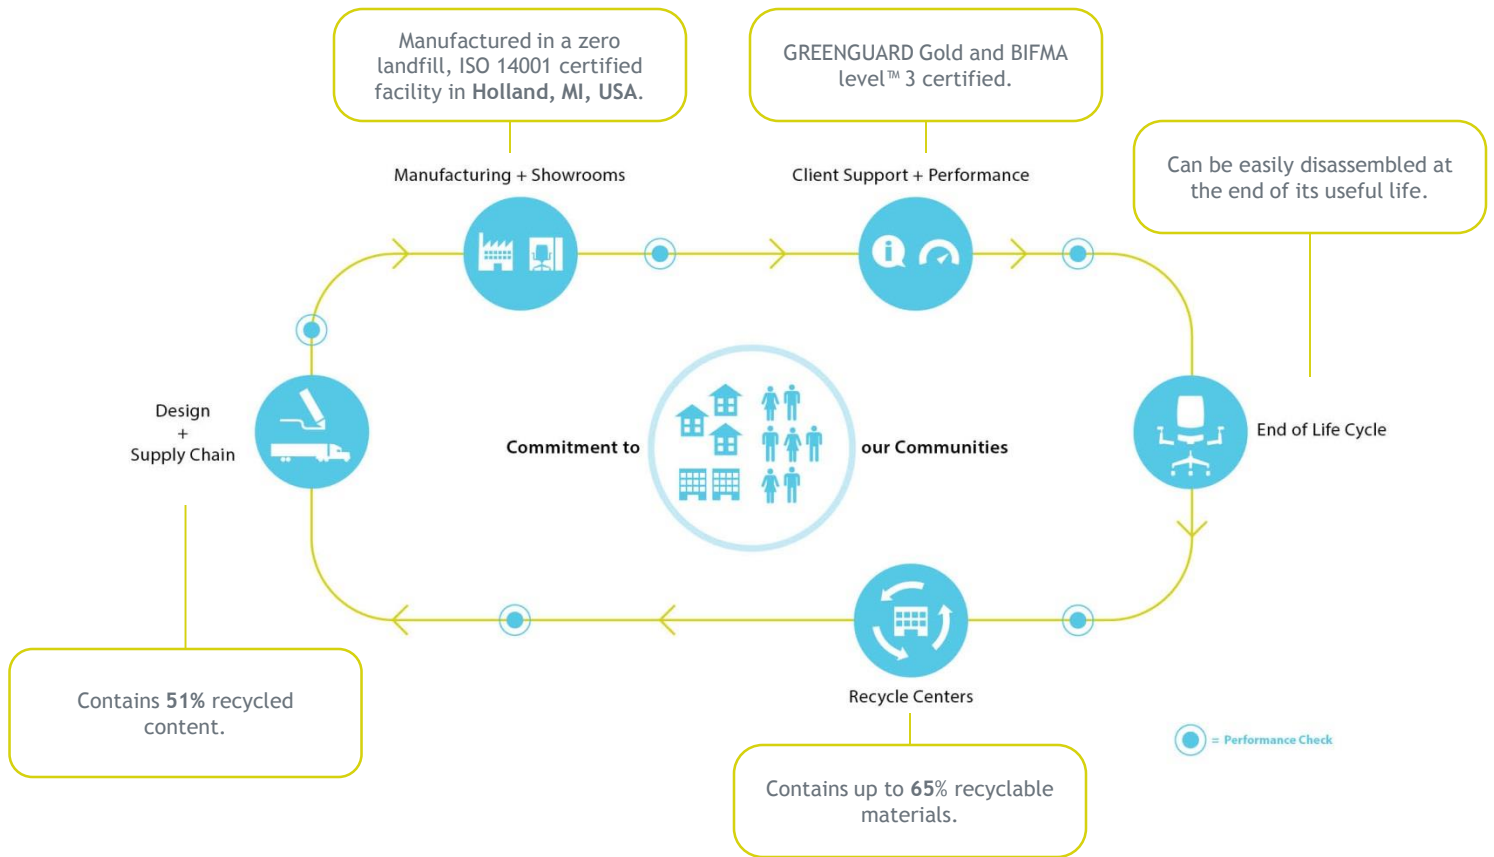 Manufactured in a zero
landfill, ISO 14001 certified
facility in Holland, MI, USA.
GREENGUARD Gold and BIFMA
level™ 3 certified.
Can be easily disassembled at
the end of its useful life.
Manufacturing + Showrooms
Client Support + Performance
Design
+
Supply Chain
Commitment to
our Communities
End of Life Cycle
Recycle Centers
Contains 51% recycled
content.
= Performance Check
Contains up to 65% recyclable
materials.